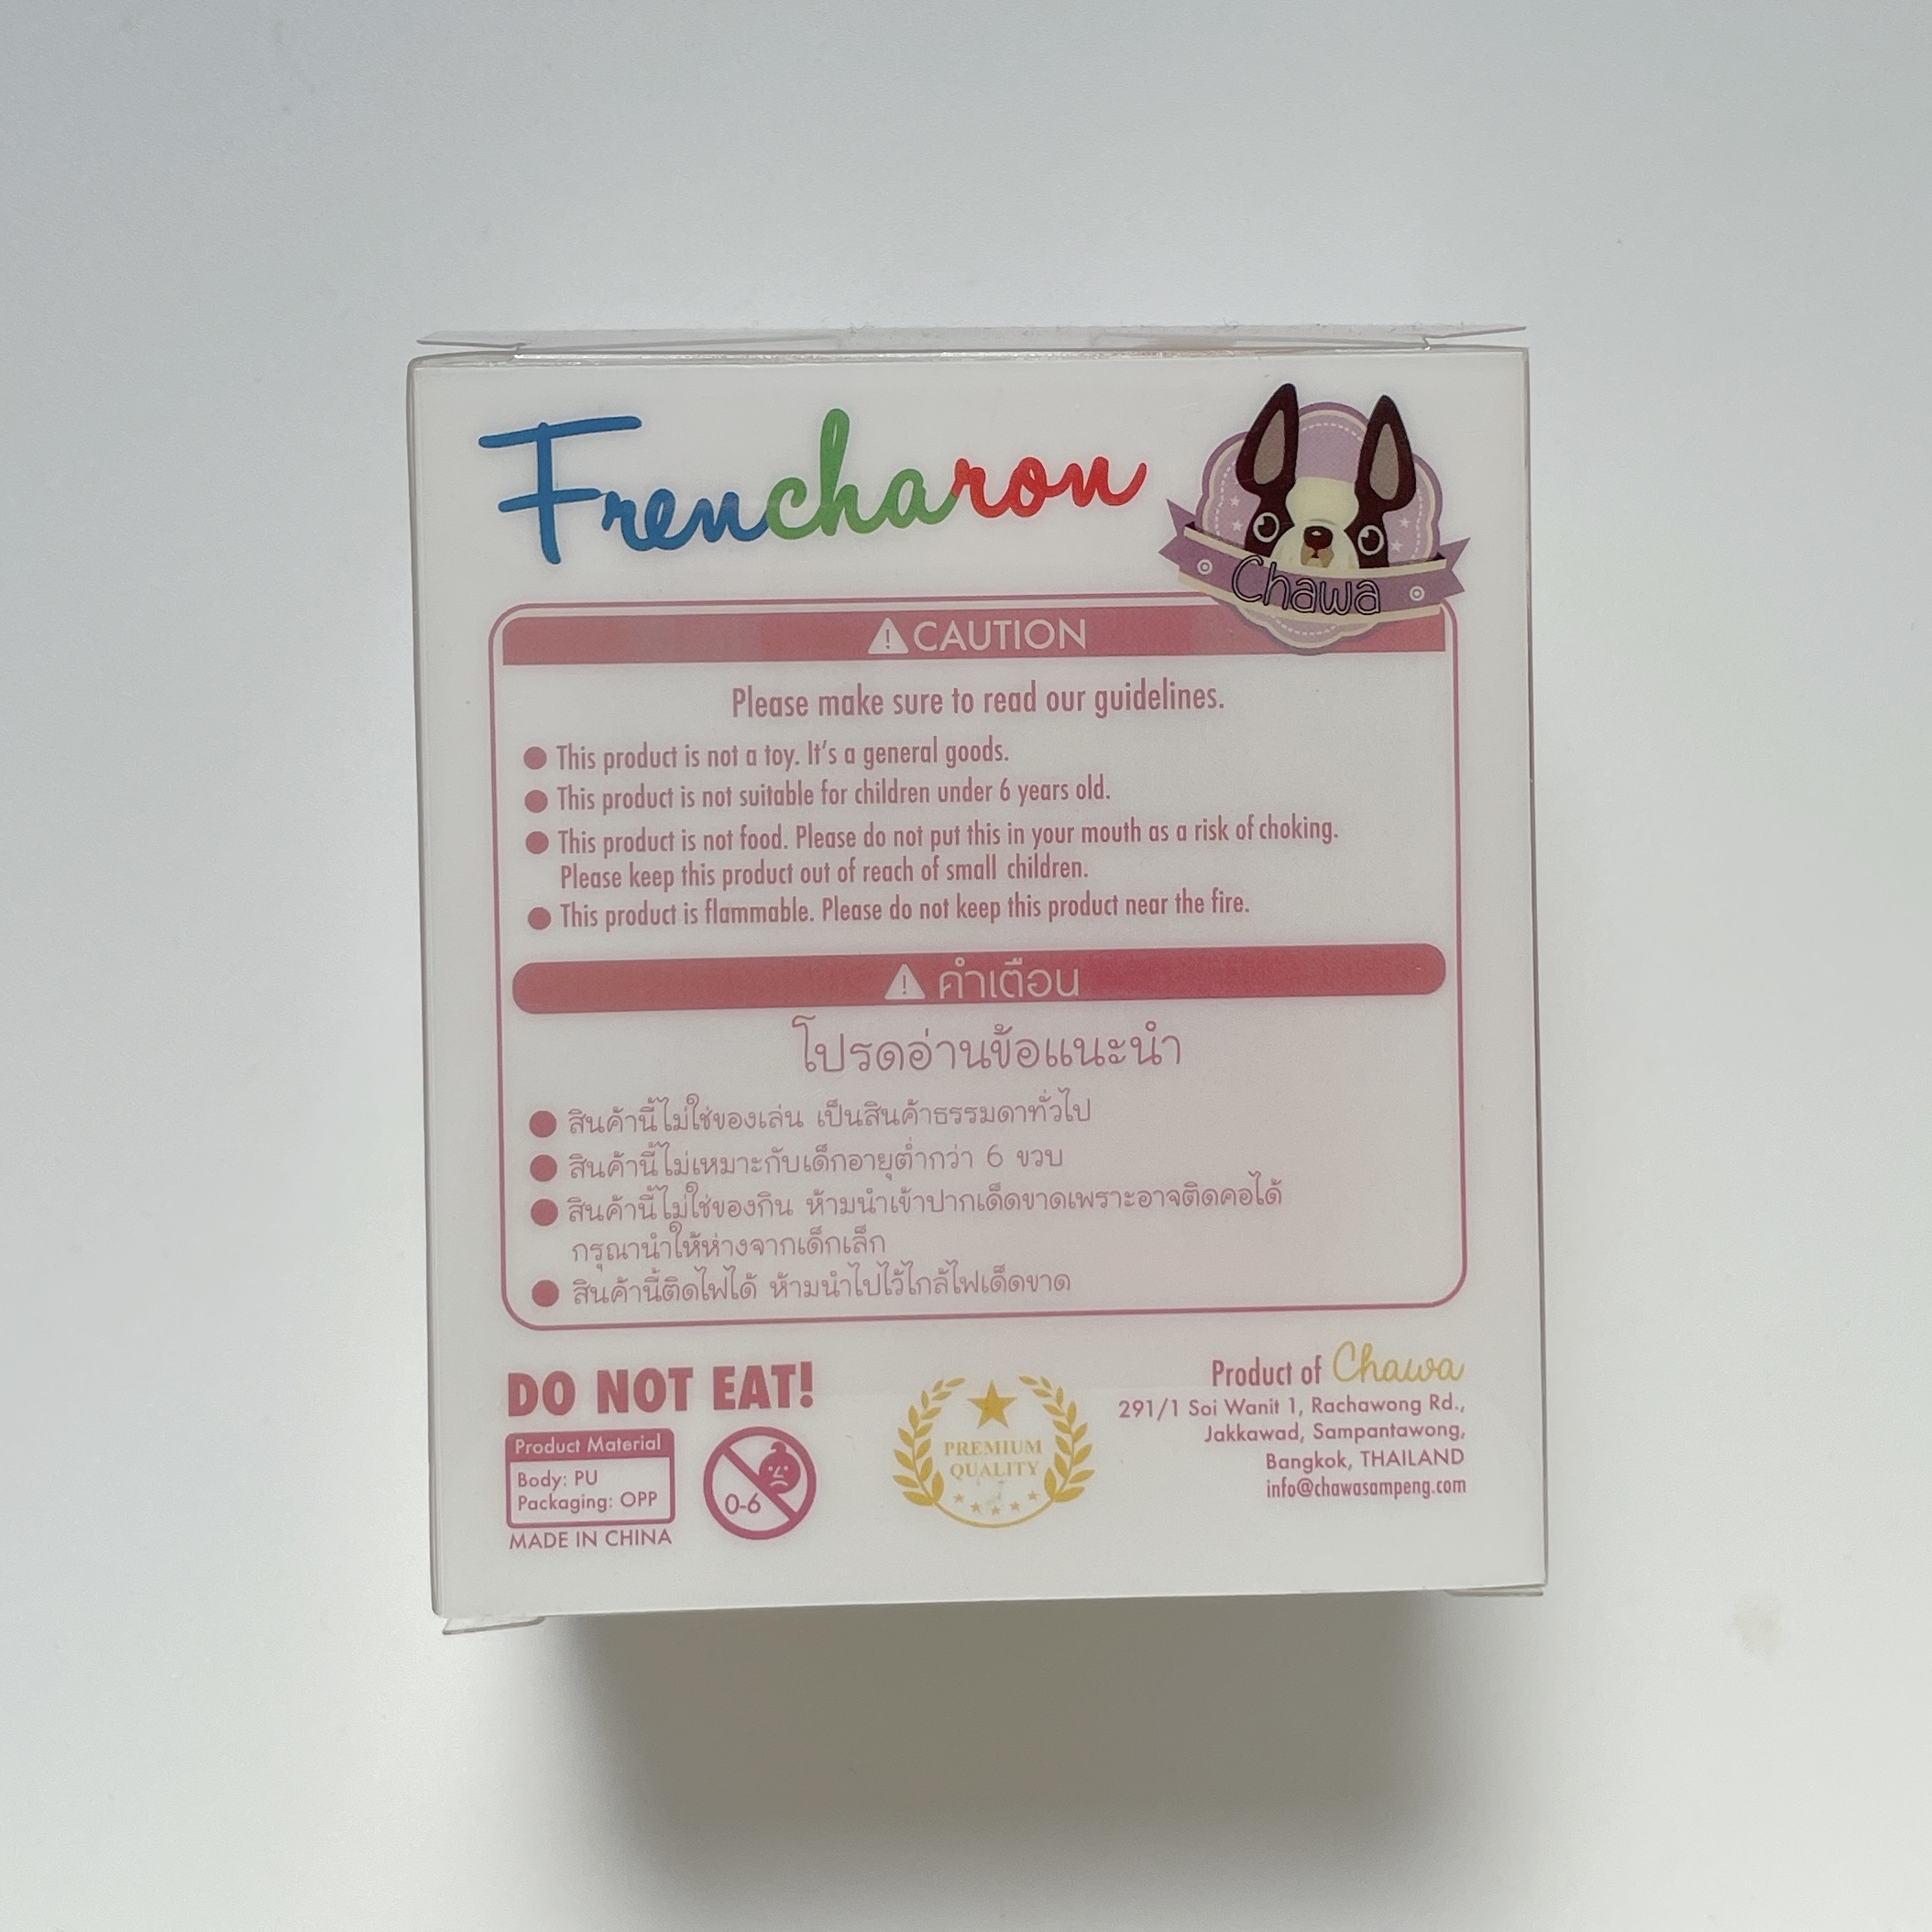 Frencharon
Chawa
CAUTION
Please make sure to read our guidelines.
This product is not a toy. It's a general goods.
This product is not suitable for children under 6 years old.
This product is not food. Please do not put this in your mouth as a risk of choking.
Please keep this product out of reach of small children.
This product is flammable. Please do not keep this product near the fire.
คำเตือน
โปรดอ่านข้อแนะนำ
สินค้านี้ไม่ใช่ของเล่น เป็นสินค้าธรรมดาทั่วไป
สินค้านี้ไม่เหมาะกับเด็กอายุต่ำกว่า 6 ขวบ
สินค้านี้ไม่ใช่ของกิน ห้ามนำเข้าปากเด็ดขาดเพราะอาจติดคอได้
กรุณานำให้ห่างจากเด็กเล็ก
สินค้านี้ติดไฟได้ ห้ามนำไปไว้ใกล้ไฟเด็ดขาด
DO NOT EAT!
Product Material
Body: PU
Packaging: OPP
MADE IN CHINA
0-6
PREMIUM
QUALITY
Product of Chawa
291/1 Soi Wanit 1, Rachawong Rd.,
Jakkawad, Sampantawong,
Bangkok, THAILAND
info@chawasampeng.com